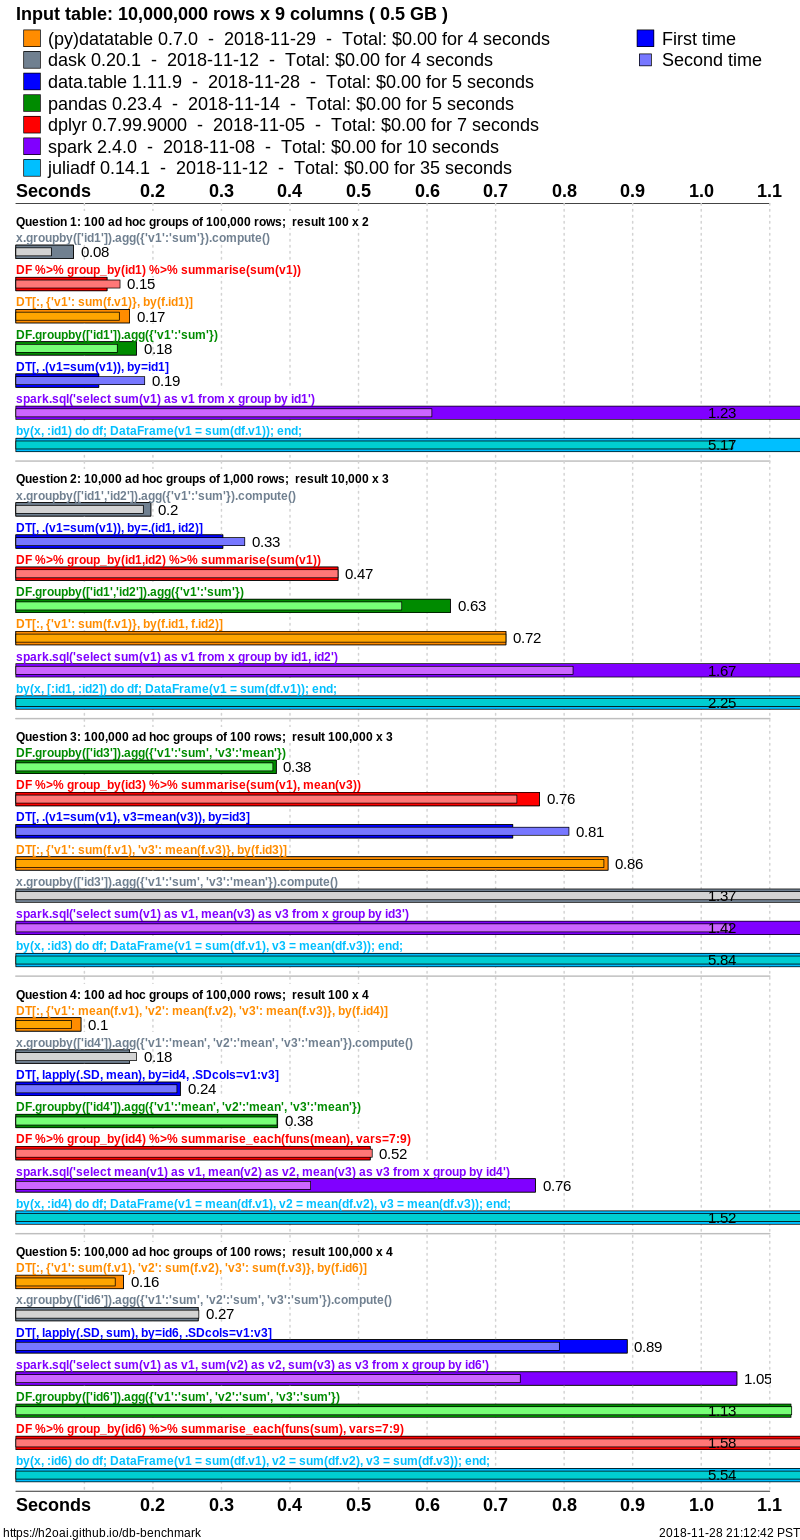 Input table: 10,000,000 rows x 9 columns ( 0.5 GB )
(py)datatable 0.7.0 - 2018-11-29 - Total: $0.00 for 4 seconds
First time
dask 0.20.1 - 2018-11-12 - Total: $0.00 for 4 seconds
Second time
data.table 1.11.9 - 2018-11-28 - Total: $0.00 for 5 seconds
pandas 0.23.4 - 2018-11-14 - Total: $0.00 for 5 seconds
dplyr 0.7.99.9000 - 2018-11-05 - Total: $0.00 for 7 seconds
spark 2.4.0 - 2018-11-08 - Total: $0.00 for 10 seconds
juliadf 0.14.1 - 2018-11-12 - Total: $0.00 for 35 seconds
Seconds 0.2 0.3 0.4 0.5 0.6 0.7 0.8 0.9 1.0 1.1
Question 1: 100 ad hoc groups of 100,000 rows; result 100 x 2
x.groupby(['id1']).agg({'v1':'sum'}).compute()
0.08
DF %>% group_by(id1) %>% summarise(sum(v1))
0.15
DT[:, {'v1': sum(f.v1)}, by(f.id1)]
0.17
DF.groupby(['id1']).agg({'v1':'sum'})
0.18
DT[, .(v1=sum(v1)), by=id1]
0.19
spark.sql('select sum(v1) as v1 from x group by id1')
1.23
by(x, :id1) do df; DataFrame(v1 = sum(df.v1)); end;
5.17
Question 2: 10,000 ad hoc groups of 1,000 rows; result 10,000 x 3
x.groupby(['id1','id2']).agg({'v1':'sum'}).compute()
0.2
DT[, .(v1=sum(v1)), by=.(id1, id2)]
0.33
DF %>% group_by(id1,id2) %>% summarise(sum(v1))
0.47
DF.groupby(['id1','id2']).agg({'v1':'sum'})
0.63
DT[:, {'v1': sum(f.v1)}, by(f.id1, f.id2)]
0.72
spark.sql('select sum(v1) as v1 from x group by id1, id2')
1.67
by(x, [:id1, :id2]) do df; DataFrame(v1 = sum(df.v1)); end;
2.25
Question 3: 100,000 ad hoc groups of 100 rows; result 100,000 x 3
DF.groupby(['id3']).agg({'v1':'sum', 'v3':'mean'})
0.38
DF %>% group_by(id3) %>% summarise(sum(v1), mean(v3))
0.76
DT[, .(v1=sum(v1), v3=mean(v3)), by=id3]
0.81
DT[:, {'v1': sum(f.v1), 'v3': mean(f.v3)}, by(f.id3)]
0.86
x.groupby(['id3']).agg({'v1':'sum', 'v3':'mean'}).compute()
1.37
spark.sql('select sum(v1) as v1, mean(v3) as v3 from x group by id3')
1.42
by(x, :id3) do df; DataFrame(v1 = sum(df.v1), v3 = mean(df.v3)); end;
5.84
Question 4: 100 ad hoc groups of 100,000 rows; result 100 x 4
DT[:, {'v1': mean(f.v1), 'v2': mean(f.v2), 'v3': mean(f.v3)}, by(f.id4)]
0.1
x.groupby(['id4']).agg({'v1':'mean', 'v2':'mean', 'v3':'mean'}).compute()
0.18
DT[, lapply(.SD, mean), by=id4, .SDcols=v1:v3]
0.24
DF.groupby(['id4']).agg({'v1':'mean', 'v2':'mean', 'v3':'mean'})
0.38
DF %>% group_by(id4) %>% summarise_each(funs(mean), vars=7:9)
0.52
spark.sql('select mean(v1) as v1, mean(v2) as v2, mean(v3) as v3 from x group by id4')
0.76
by(x, :id4) do df; DataFrame(v1 = mean(df.v1), v2 = mean(df.v2), v3 = mean(df.v3)); end;
1.52
Question 5: 100,000 ad hoc groups of 100 rows; result 100,000 x 4
DT[:, {'v1': sum(f.v1), 'v2': sum(f.v2), 'v3': sum(f.v3)}, by(f.id6)]
0.16
x.groupby(['id6']).agg({'v1':'sum', 'v2':'sum', 'v3':'sum'}).compute()
0.27
DT[, lapply(.SD, sum), by=id6, .SDcols=v1:v3]
0.89
spark.sql('select sum(v1) as v1, sum(v2) as v2, sum(v3) as v3 from x group by id6')
1.05
DF.groupby(['id6']).agg({'v1':'sum', 'v2':'sum', 'v3':'sum'})
1.13
DF %>% group_by(id6) %>% summarise_each(funs(sum), vars=7:9)
1.58
by(x, :id6) do df; DataFrame(v1 = sum(df.v1), v2 = sum(df.v2), v3 = sum(df.v3)); end;
5.54
Seconds 0.2 0.3 0.4 0.5 0.6 0.7 0.8 0.9 1.0 1.1
https://h2oai.github.io/db-benchmark
2018-11-28 21:12:42 PST